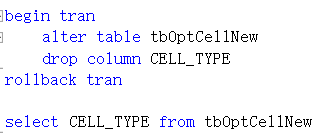 begin tran
alter table tbOptCellNew
drop column CELL_TYPE
rollback tran
select CELL_TYPE from tbOptCellNew